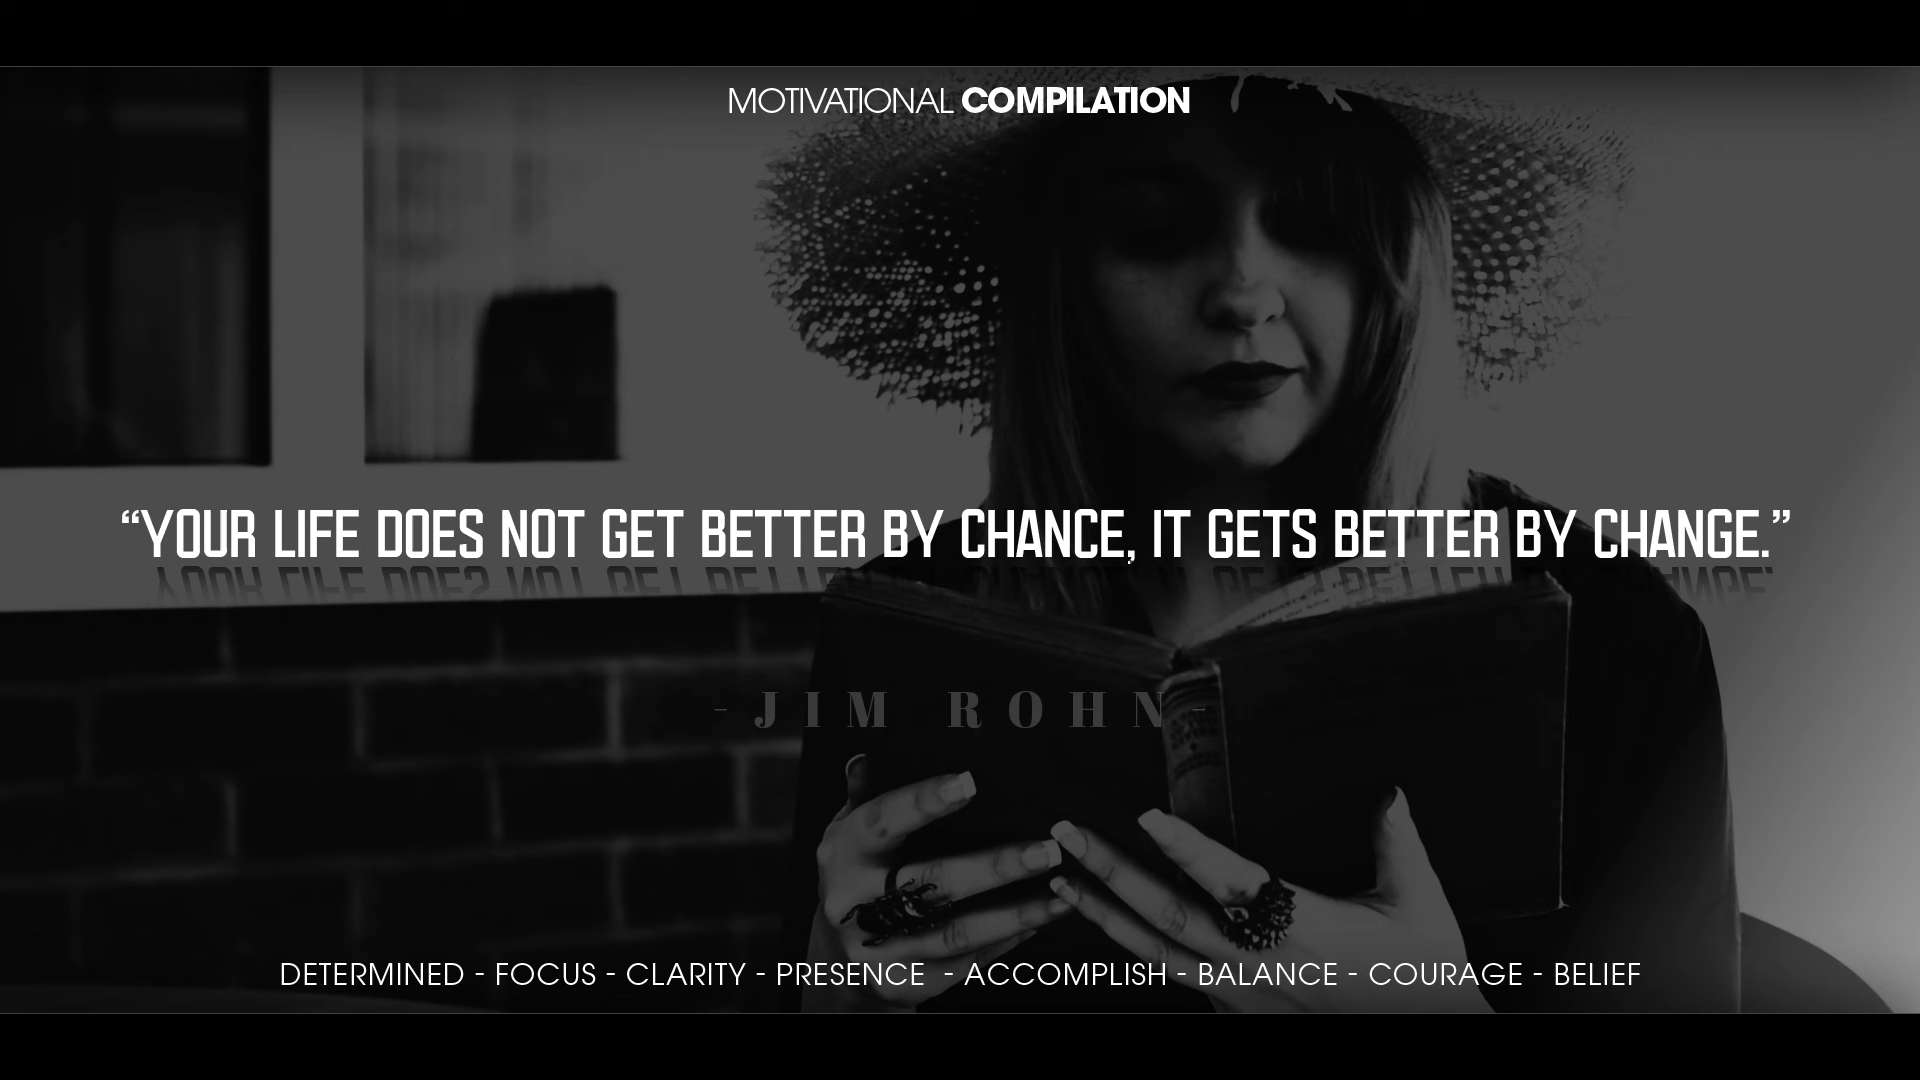 MOTIVATIONAL COMPILATION
“YOUR LIFE DOES NOT GET BETTER BY CHANCE, IT GETS BETTER BY CHANGE.”
- JIM ROHN -
DETERMINED - FOCUS - CLARITY - PRESENCE - ACCOMPLISH - BALANCE - COURAGE - BELIEF